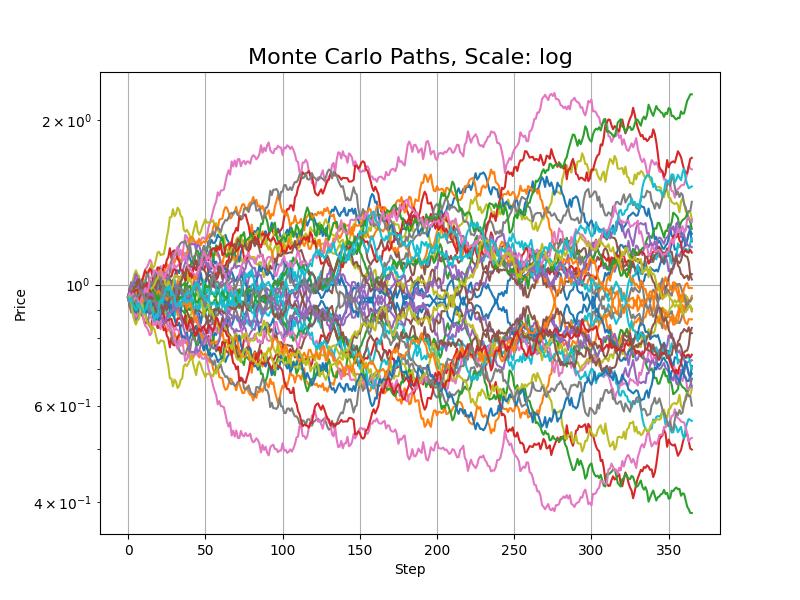 Monte Carlo Paths, Scale: log
Price
2 × 10⁰
10⁰
6 × 10⁻¹
4 × 10⁻¹
0 50 100 150 200 250 300 350
Step